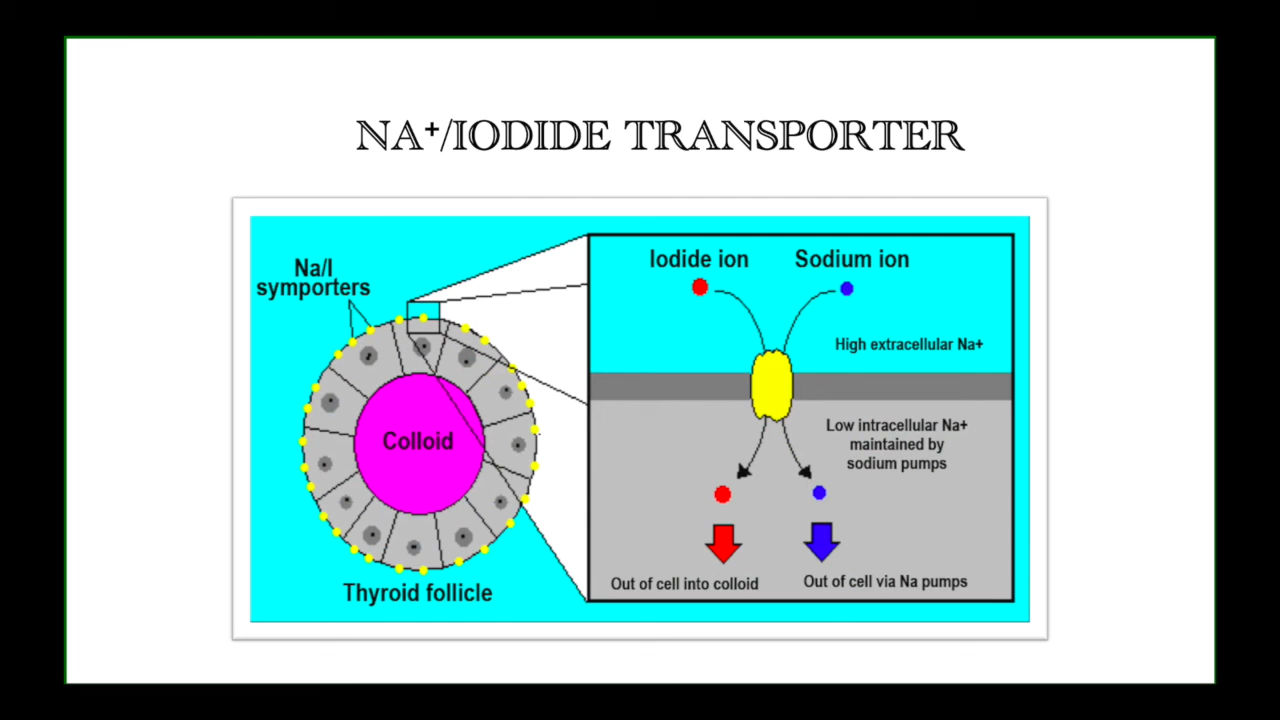 NA⁺/IODIDE TRANSPORTER
Na/I
symporters
Colloid
Thyroid follicle
Iodide ion
Sodium ion
High extracellular Na+
Low intracellular Na+
maintained by
sodium pumps
Out of cell into colloid
Out of cell via Na pumps